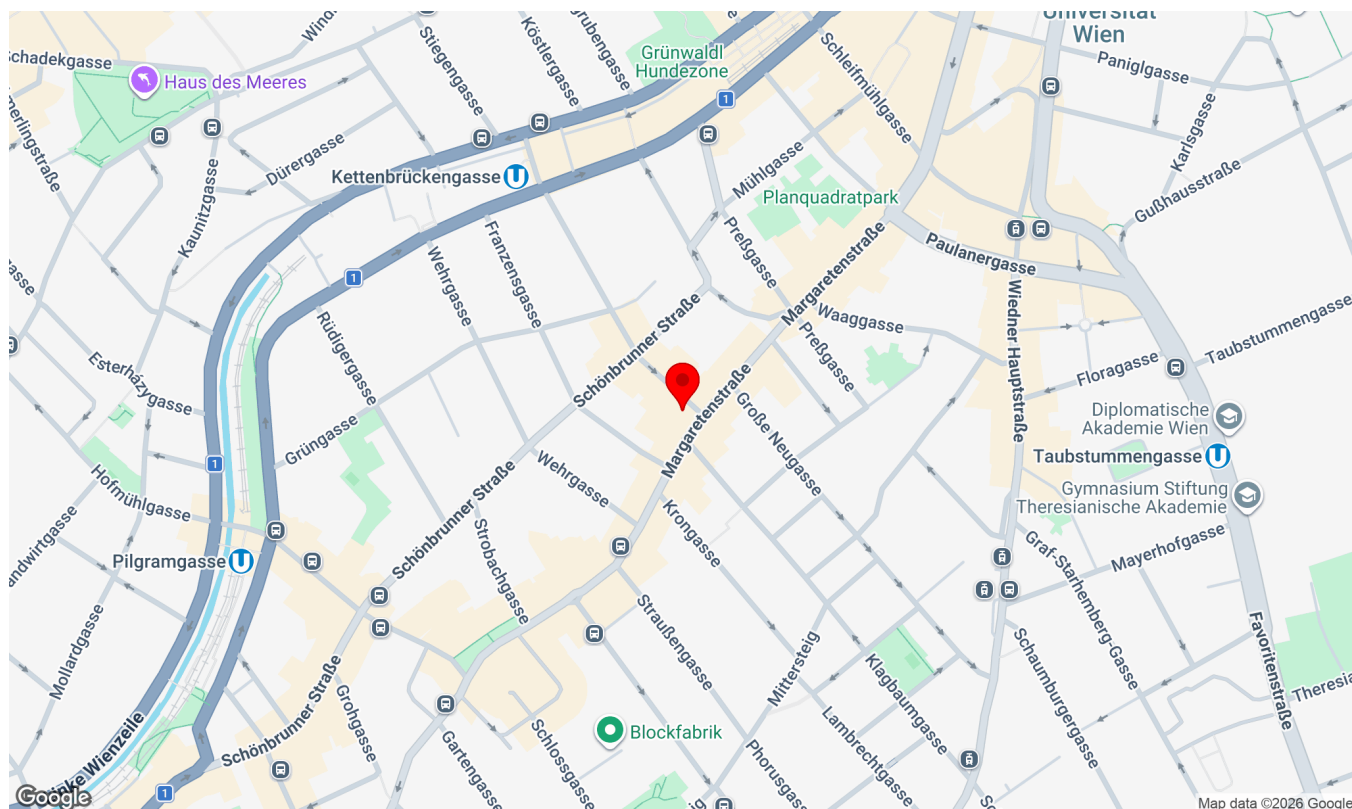 Universität
Wien
Schadekgasse
Haus des Meeres
Stiegengasse
Köstlergasse
Grünwaldl
Hundezone
Schleifmühlgasse
Paniglgasse
Karlsgasse
Gußhausstraße
1
Dürergasse
Kaunitzgasse
Kettenbrückengasse
U
Mühlgasse
Planquadratpark
Preßgasse
Margaretenstraße
Paulanergasse
Wiedner Hauptstraße
Taubstummengasse
Floragasse
1
Wehrgasse
Franzensgasse
Rüdigergasse
Schönbrunner Straße
Waaggasse
Preßgasse
Esterházygasse
Grüngasse
Margaretenstraße
Große Neugasse
Diplomatische
Akademie Wien
Taubstummengasse
U
Gymnasium Stiftung
Theresianische Akademie
1
Hofmühlgasse
Schönbrunner Straße
Wehrgasse
Krongasse
Strobachgasse
Pilgramgasse
U
Mayerhofgasse
Graf-Starhemberg-Gasse
Favoritenstraße
Mollardgasse
Straußengasse
Mittersteig
Klagbaumgasse
Schaumburgergasse
Schönbrunner Straße
Grohgasse
Gartengasse
Schlossgasse
Blockfabrik
Phorusgasse
Lambrechtgasse
1
Google
Map data ©2026 Google